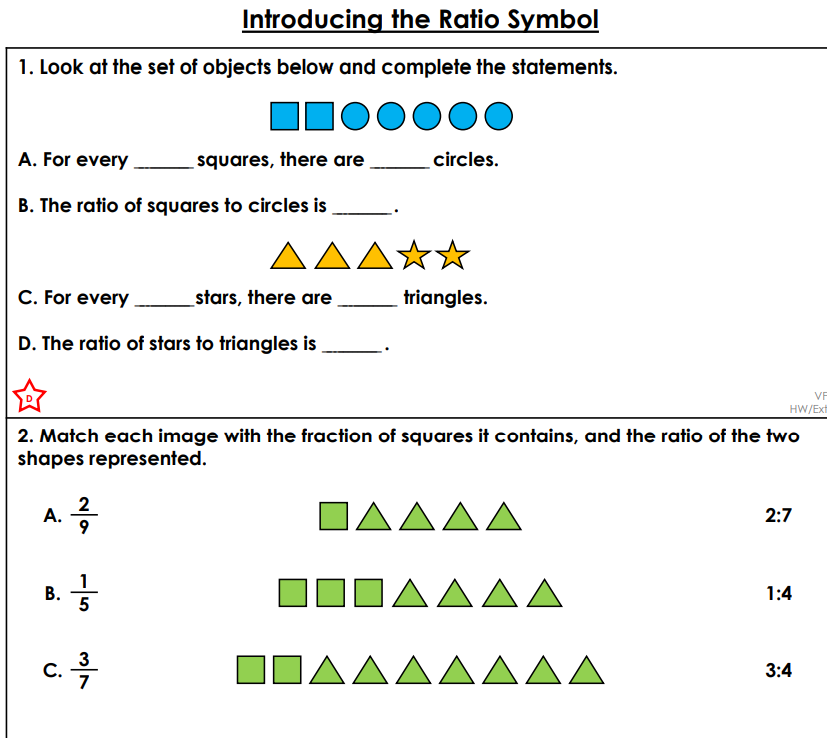 Introducing the Ratio Symbol
1. Look at the set of objects below and complete the statements.
A. For every ______ squares, there are ______ circles.
B. The ratio of squares to circles is ______.
C. For every ______ stars, there are ______ triangles.
D. The ratio of stars to triangles is ______.
D
VF
HW/Ext
2. Match each image with the fraction of squares it contains, and the ratio of the two
shapes represented.
A. 2/9 2:7
B. 1/5 1:4
C. 3/7 3:4